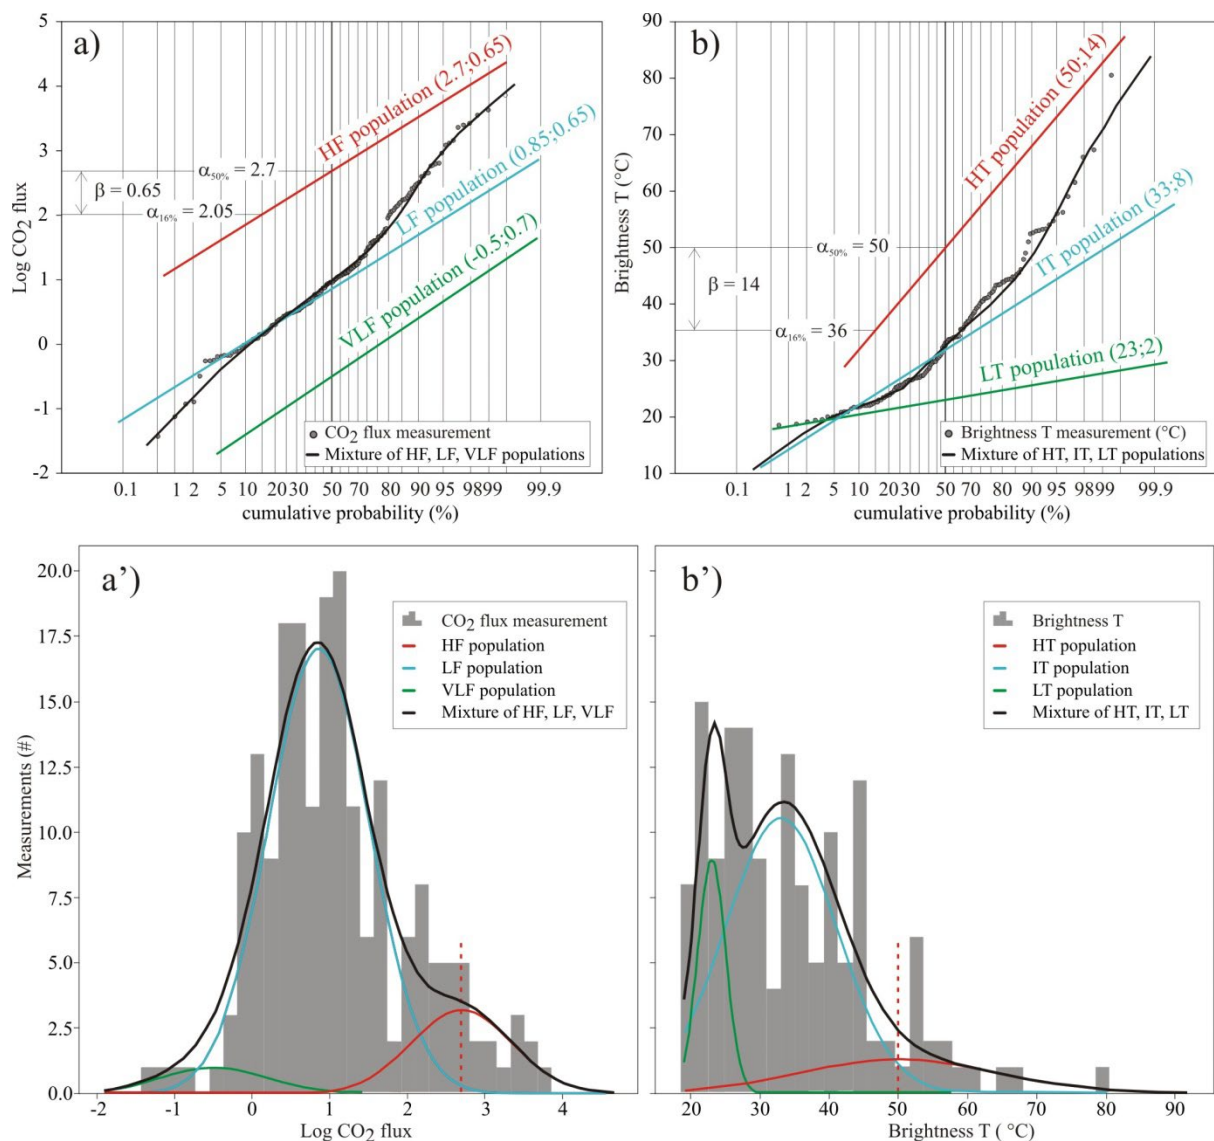 a)
5
4
3
2
1
0
-1
-2
Log CO2 flux
HF population (2.7;0.65)
LF population (0.85;0.65)
VLF population (-0.5;0.7)
α50% = 2.7
β = 0.65
α16% = 2.05
CO2 flux measurement
Mixture of HF, LF, VLF populations
0.1 1 2 5 10 20 30 50 70 80 90 95 98 99 99.9
cumulative probability (%)
b)
90
80
70
60
50
40
30
20
10
Brightness T (°C)
HT population (50;14)
IT population (33;8)
LT population (23;2)
α50% = 50
β = 14
α16% = 36
Brightness T measurement (°C)
Mixture of HT, IT, LT populations
0.1 1 2 5 10 20 30 50 70 80 90 95 98 99 99.9
cumulative probability (%)
a')
20.0
17.5
15.0
12.5
10.0
7.5
5.0
2.5
0.0
Measurements (#)
CO2 flux measurement
HF population
LF population
VLF population
Mixture of HF, LF, VLF
-2 -1 0 1 2 3 4
Log CO2 flux
b')
Brightness T
HT population
IT population
LT population
Mixture of HT, IT, LT
20 30 40 50 60 70 80 90
Brightness T ( °C)